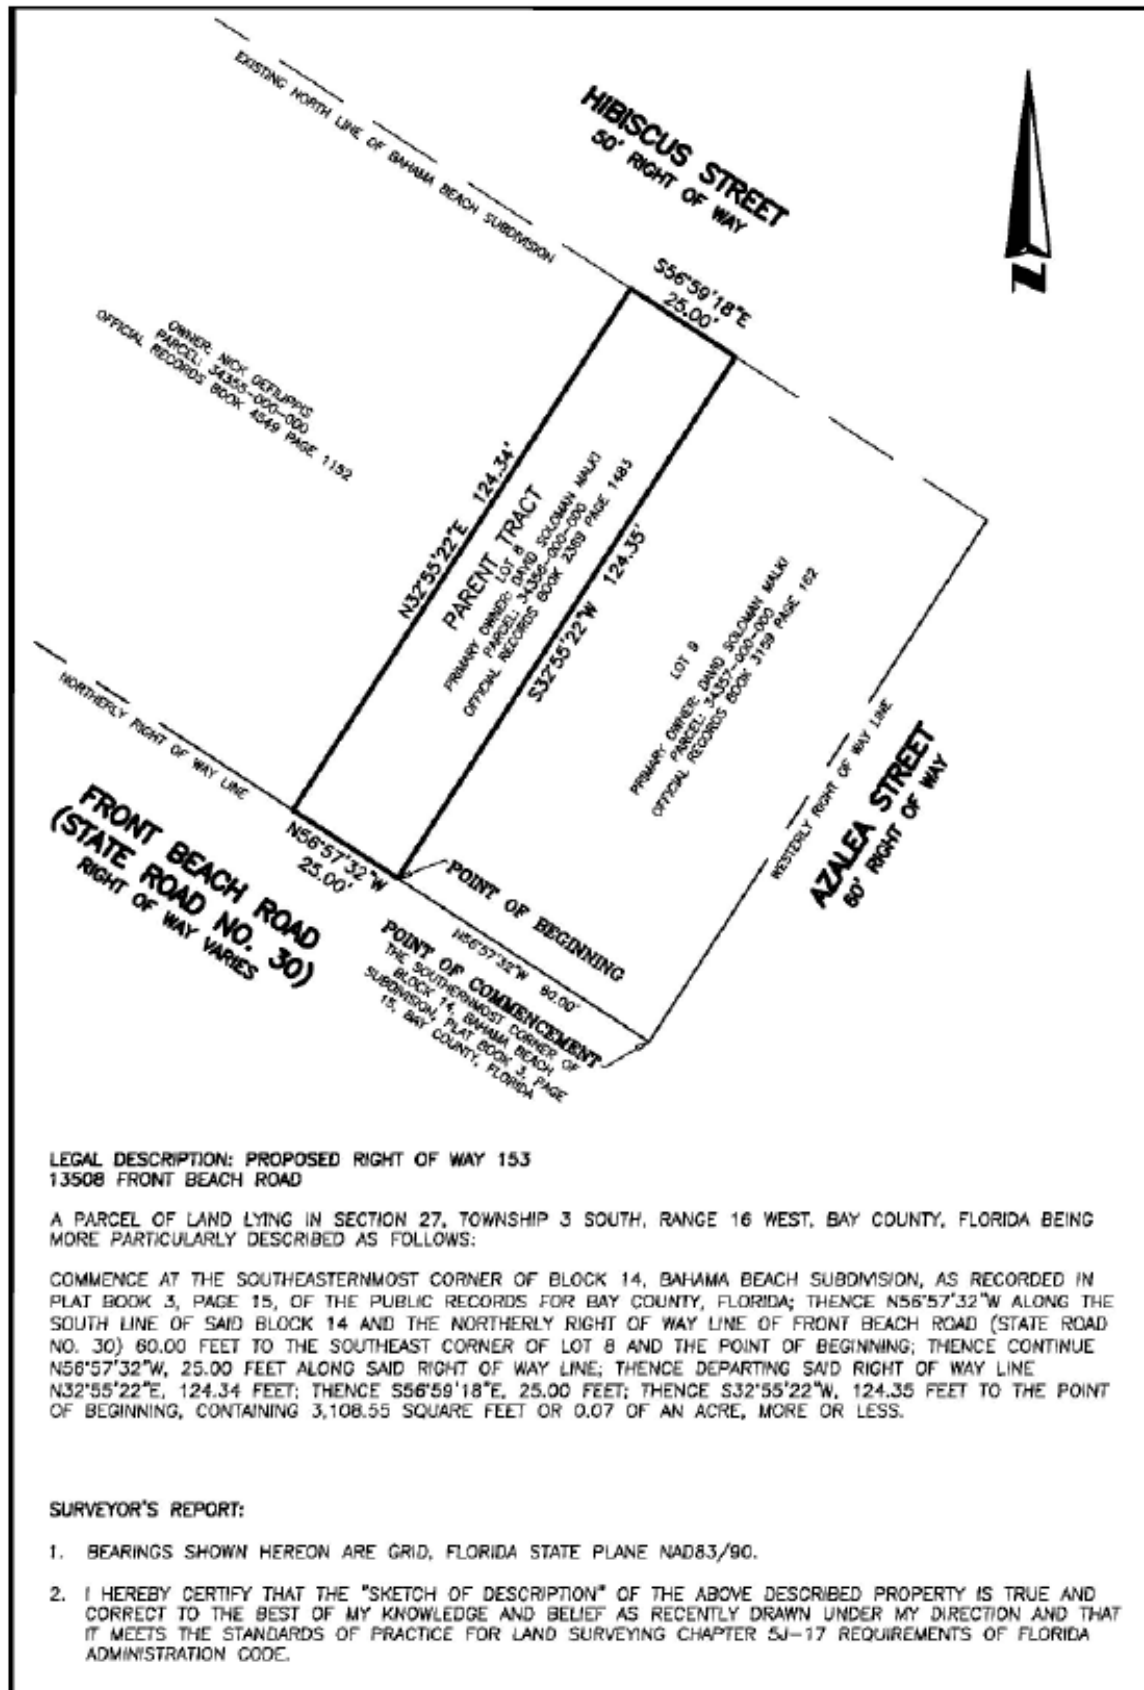 EXISTING NORTH LINE OF BAHAMA BEACH SUBDIVISION
HIBISCUS STREET
50' RIGHT OF WAY
N
S56°59'18"E
25.00'
OWNER: NICK DEFILIPPIS
PARCEL: 34355-000-000
OFFICIAL RECORDS BOOK 4549 PAGE 1152
N32°55'22"E 124.34'
PARENT TRACT
LOT 8
PRIMARY OWNER: DAVID SOLOMAN MALKI
PARCEL: 34356-000-000
OFFICIAL RECORDS BOOK 2369 PAGE 1483
S32°55'22"W 124.35'
LOT 9
PRIMARY OWNER: DAVID SOLOMAN MALKI
PARCEL: 34357-000-000
OFFICIAL RECORDS BOOK 3159 PAGE 162
NORTHERLY RIGHT OF WAY LINE
WESTERLY RIGHT OF WAY LINE
AZALEA STREET
60' RIGHT OF WAY
FRONT BEACH ROAD
(STATE ROAD NO. 30)
RIGHT OF WAY VARIES
N56°57'32"W
25.00'
POINT OF BEGINNING
N56°57'32"W 60.00'
POINT OF COMMENCEMENT
THE SOUTHERNMOST CORNER OF
BLOCK 14, BAHAMA BEACH
SUBDIVISION, PLAT BOOK 3, PAGE
15, BAY COUNTY, FLORIDA
LEGAL DESCRIPTION: PROPOSED RIGHT OF WAY 153
13508 FRONT BEACH ROAD
A PARCEL OF LAND LYING IN SECTION 27, TOWNSHIP 3 SOUTH, RANGE 16 WEST, BAY COUNTY, FLORIDA BEING
MORE PARTICULARLY DESCRIBED AS FOLLOWS:
COMMENCE AT THE SOUTHEASTERNMOST CORNER OF BLOCK 14, BAHAMA BEACH SUBDIVISION, AS RECORDED IN
PLAT BOOK 3, PAGE 15, OF THE PUBLIC RECORDS FOR BAY COUNTY, FLORIDA; THENCE N56°57'32"W ALONG THE
SOUTH LINE OF SAID BLOCK 14 AND THE NORTHERLY RIGHT OF WAY LINE OF FRONT BEACH ROAD (STATE ROAD
NO. 30) 60.00 FEET TO THE SOUTHEAST CORNER OF LOT 8 AND THE POINT OF BEGINNING; THENCE CONTINUE
N56°57'32"W, 25.00 FEET ALONG SAID RIGHT OF WAY LINE; THENCE DEPARTING SAID RIGHT OF WAY LINE
N32°55'22"E, 124.34 FEET; THENCE S56°59'18"E, 25.00 FEET; THENCE S32°55'22"W, 124.35 FEET TO THE POINT
OF BEGINNING, CONTAINING 3,108.55 SQUARE FEET OR 0.07 OF AN ACRE, MORE OR LESS.
SURVEYOR'S REPORT:
1. BEARINGS SHOWN HEREON ARE GRID, FLORIDA STATE PLANE NAD83/90.
2. I HEREBY CERTIFY THAT THE "SKETCH OF DESCRIPTION" OF THE ABOVE DESCRIBED PROPERTY IS TRUE AND
CORRECT TO THE BEST OF MY KNOWLEDGE AND BELIEF AS RECENTLY DRAWN UNDER MY DIRECTION AND THAT
IT MEETS THE STANDARDS OF PRACTICE FOR LAND SURVEYING CHAPTER 5J-17 REQUIREMENTS OF FLORIDA
ADMINISTRATION CODE.